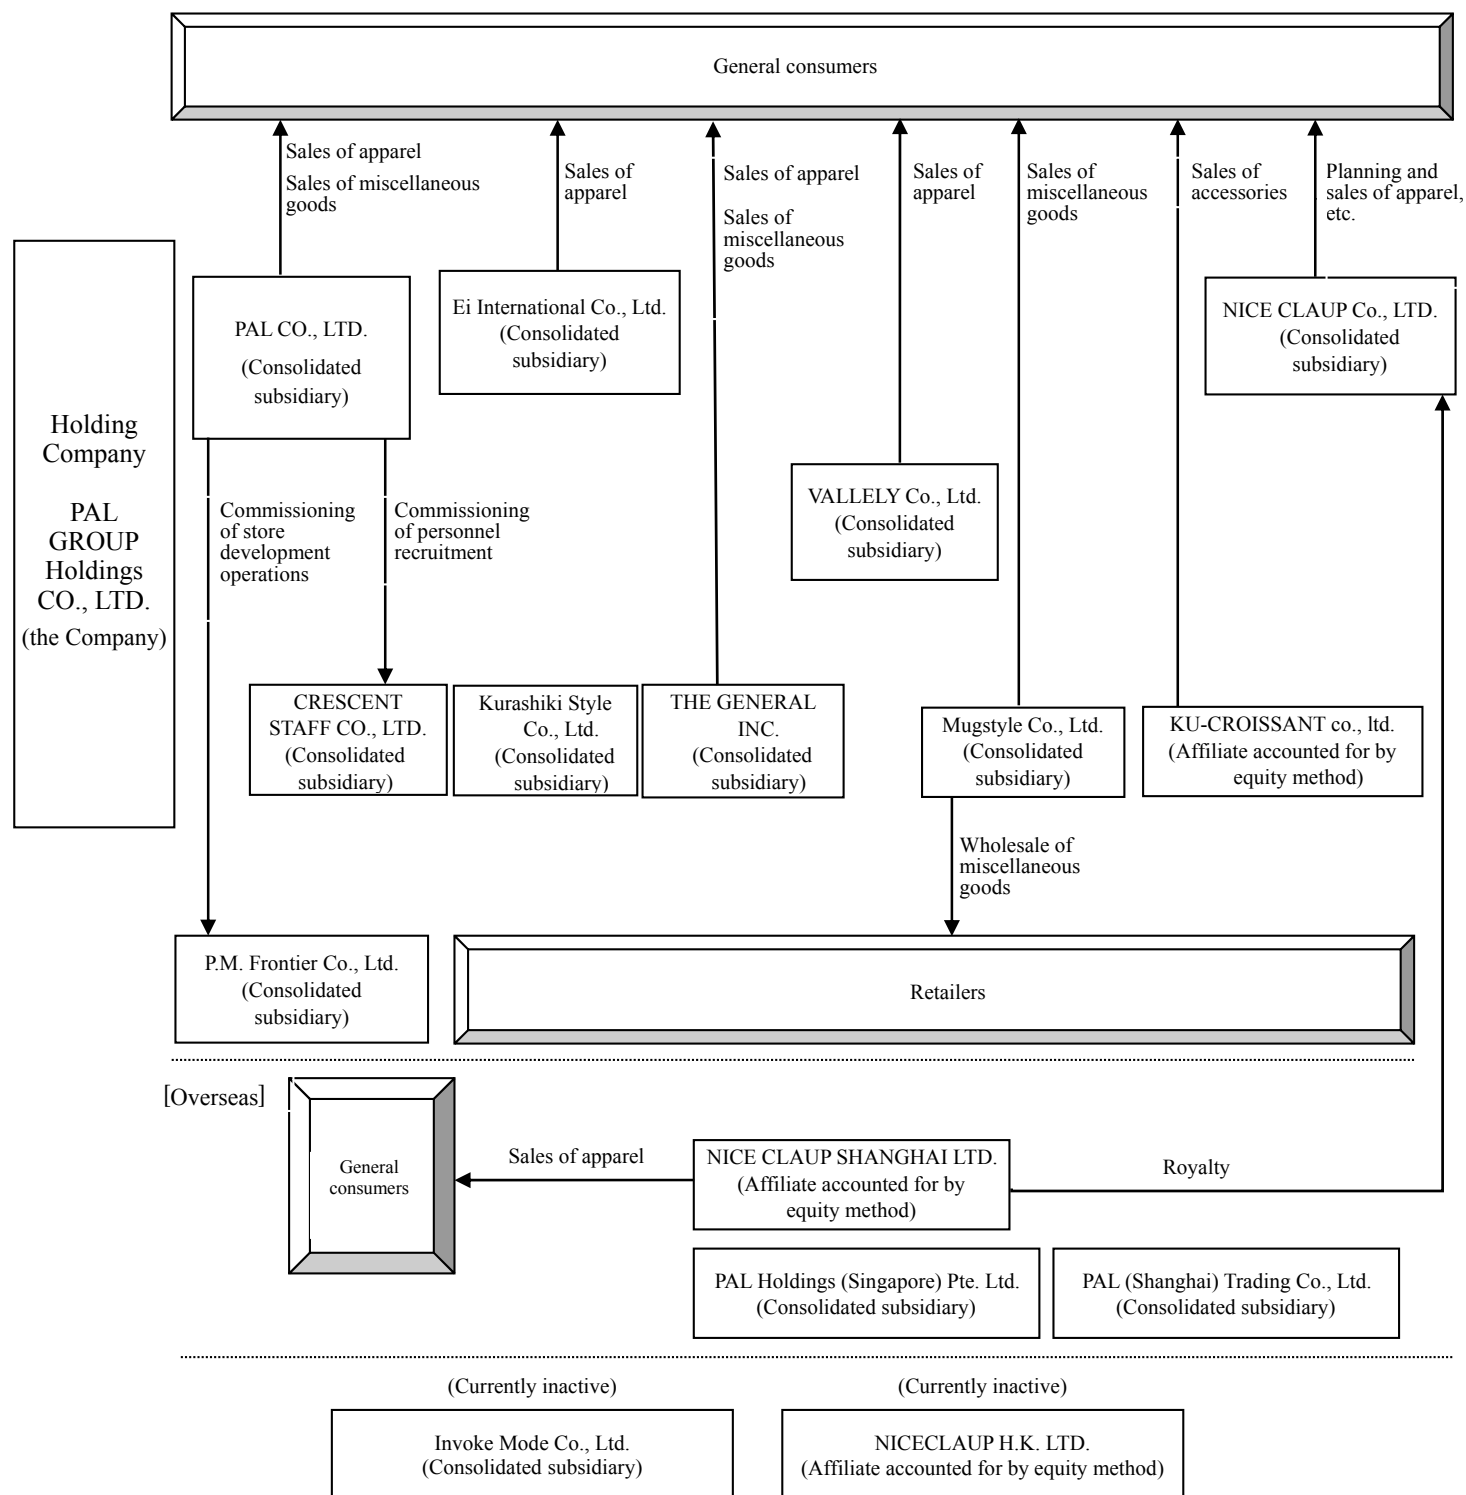 General consumers
Sales of apparel
Sales of miscellaneous
goods
Sales of
apparel
Sales of apparel
Sales of
miscellaneous
goods
Sales of
apparel
Sales of
miscellaneous
goods
Sales of
accessories
Planning and
sales of apparel,
etc.
Holding
Company
PAL
GROUP
Holdings
CO., LTD.
(the Company)
PAL CO., LTD.
(Consolidated
subsidiary)
Ei International Co., Ltd.
(Consolidated
subsidiary)
NICE CLAUP Co., LTD.
(Consolidated
subsidiary)
VALLELY Co., Ltd.
(Consolidated
subsidiary)
Commissioning
of store
development
operations
Commissioning
of personnel
recruitment
CRESCENT
STAFF CO., LTD.
(Consolidated
subsidiary)
Kurashiki Style
Co., Ltd.
(Consolidated
subsidiary)
THE GENERAL
INC.
(Consolidated
subsidiary)
Mugstyle Co., Ltd.
(Consolidated
subsidiary)
KU-CROISSANT co., ltd.
(Affiliate accounted for by
equity method)
Wholesale of
miscellaneous
goods
P.M. Frontier Co., Ltd.
(Consolidated
subsidiary)
Retailers
[Overseas]
General
consumers
Sales of apparel
NICE CLAUP SHANGHAI LTD.
(Affiliate accounted for by
equity method)
Royalty
PAL Holdings (Singapore) Pte. Ltd.
(Consolidated subsidiary)
PAL (Shanghai) Trading Co., Ltd.
(Consolidated subsidiary)
(Currently inactive)
Invoke Mode Co., Ltd.
(Consolidated subsidiary)
(Currently inactive)
NICECLAUP H.K. LTD.
(Affiliate accounted for by equity method)